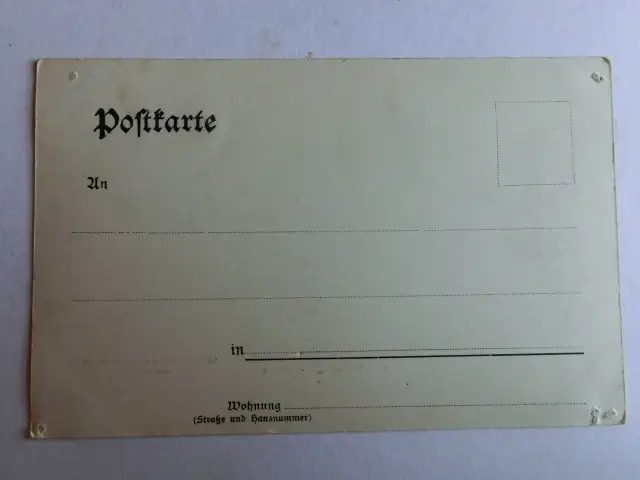 Postkarte
An
in
Wohnung
(Straße und Hausnummer)